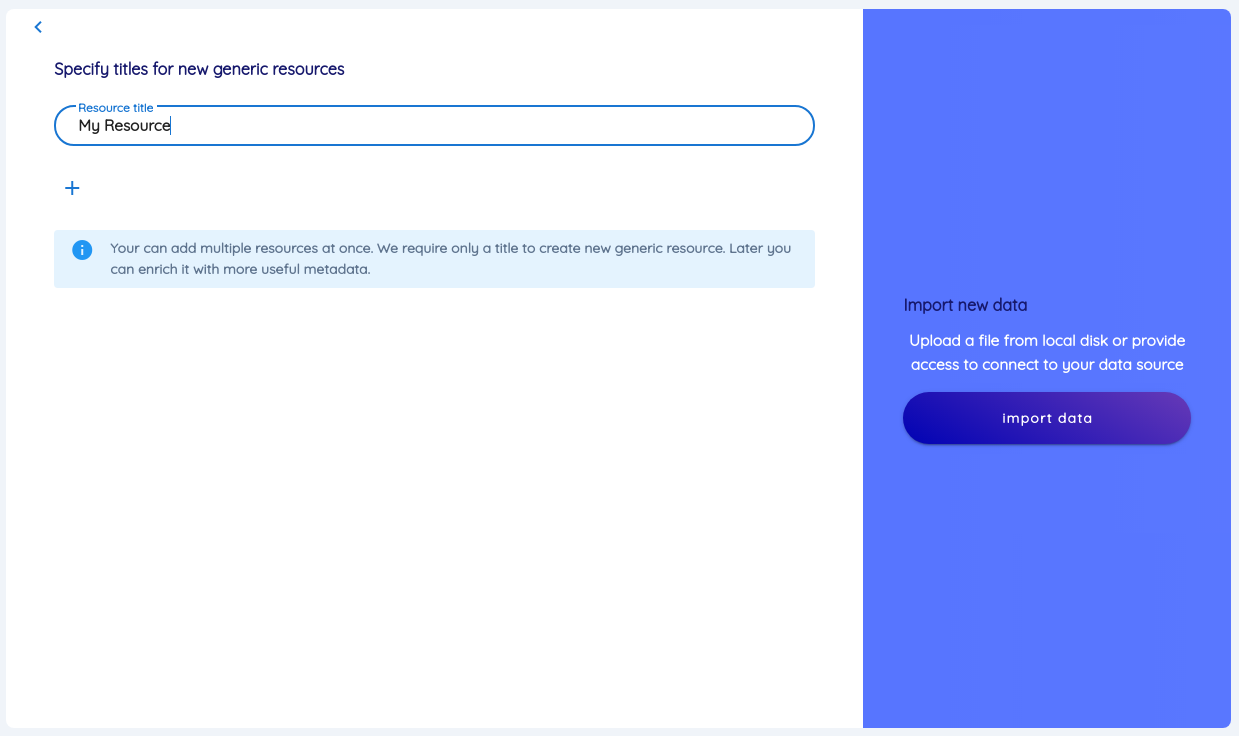 Specify titles for new generic resources
Resource title
My Resource
Your can add multiple resources at once. We require only a title to create new generic resource. Later you
can enrich it with more useful metadata.
Import new data
Upload a file from local disk or provide
access to connect to your data source
import data